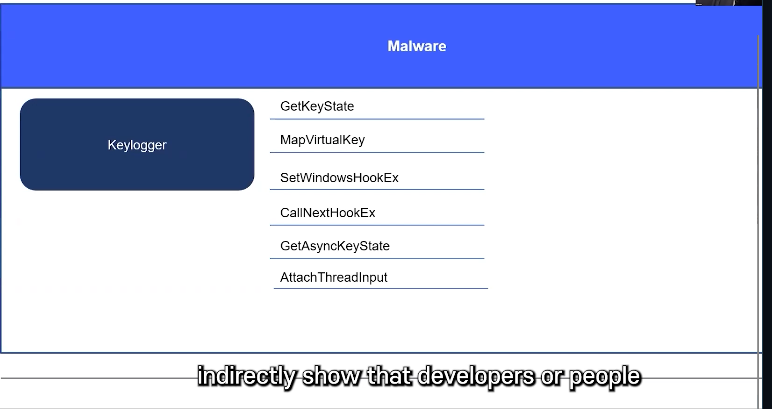 Malware
Keylogger
GetKeyState
MapVirtualKey
SetWindowsHookEx
CallNextHookEx
GetAsyncKeyState
AttachThreadInput
indirectly show that developers or people